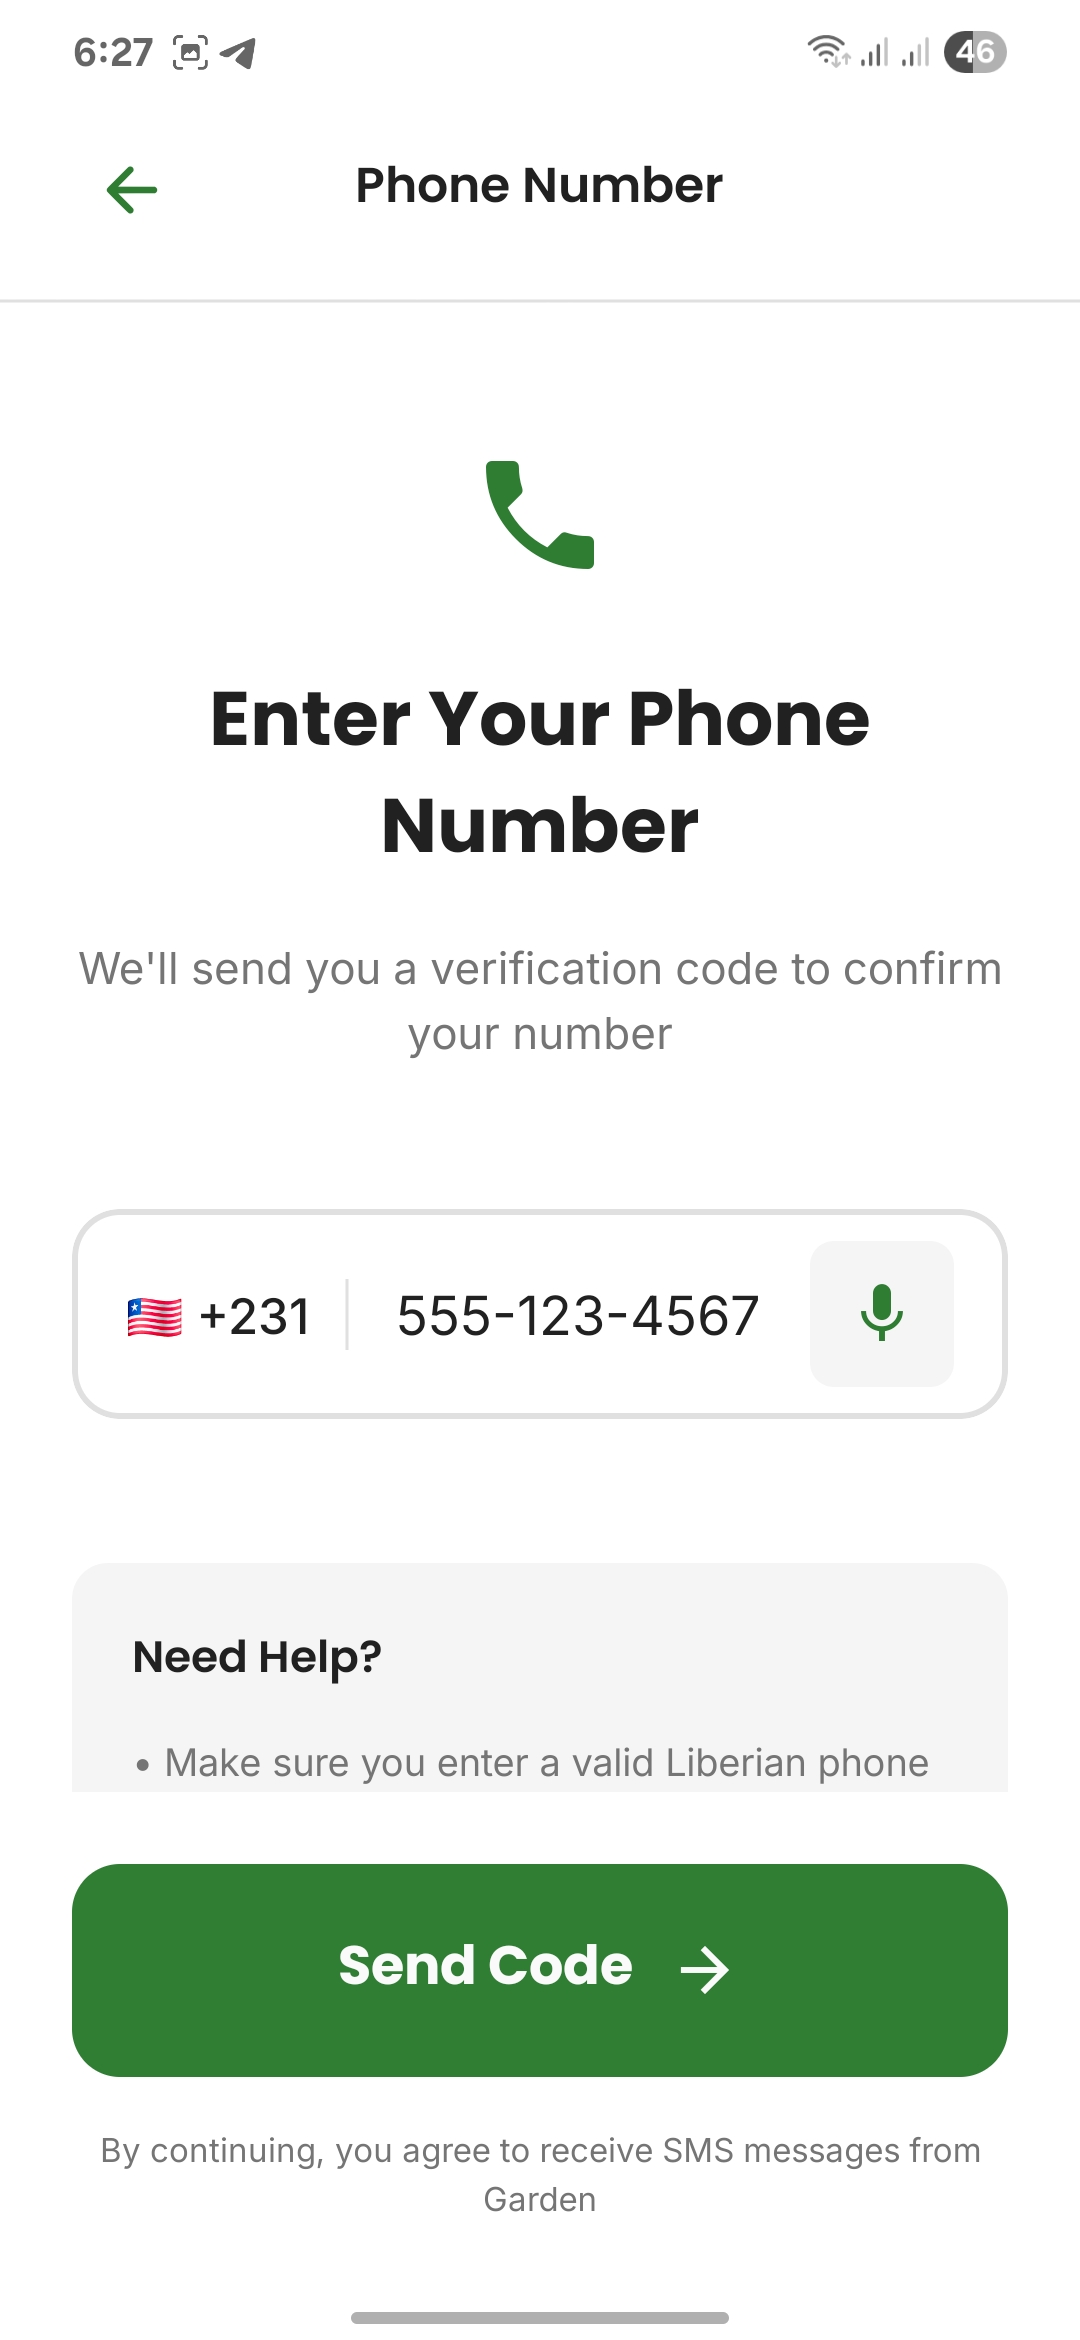 6:27
46
Phone Number
Enter Your Phone
Number
We'll send you a verification code to confirm
your number
🇱🇷 +231 555-123-4567
Need Help?
• Make sure you enter a valid Liberian phone
Send Code →
By continuing, you agree to receive SMS messages from
Garden